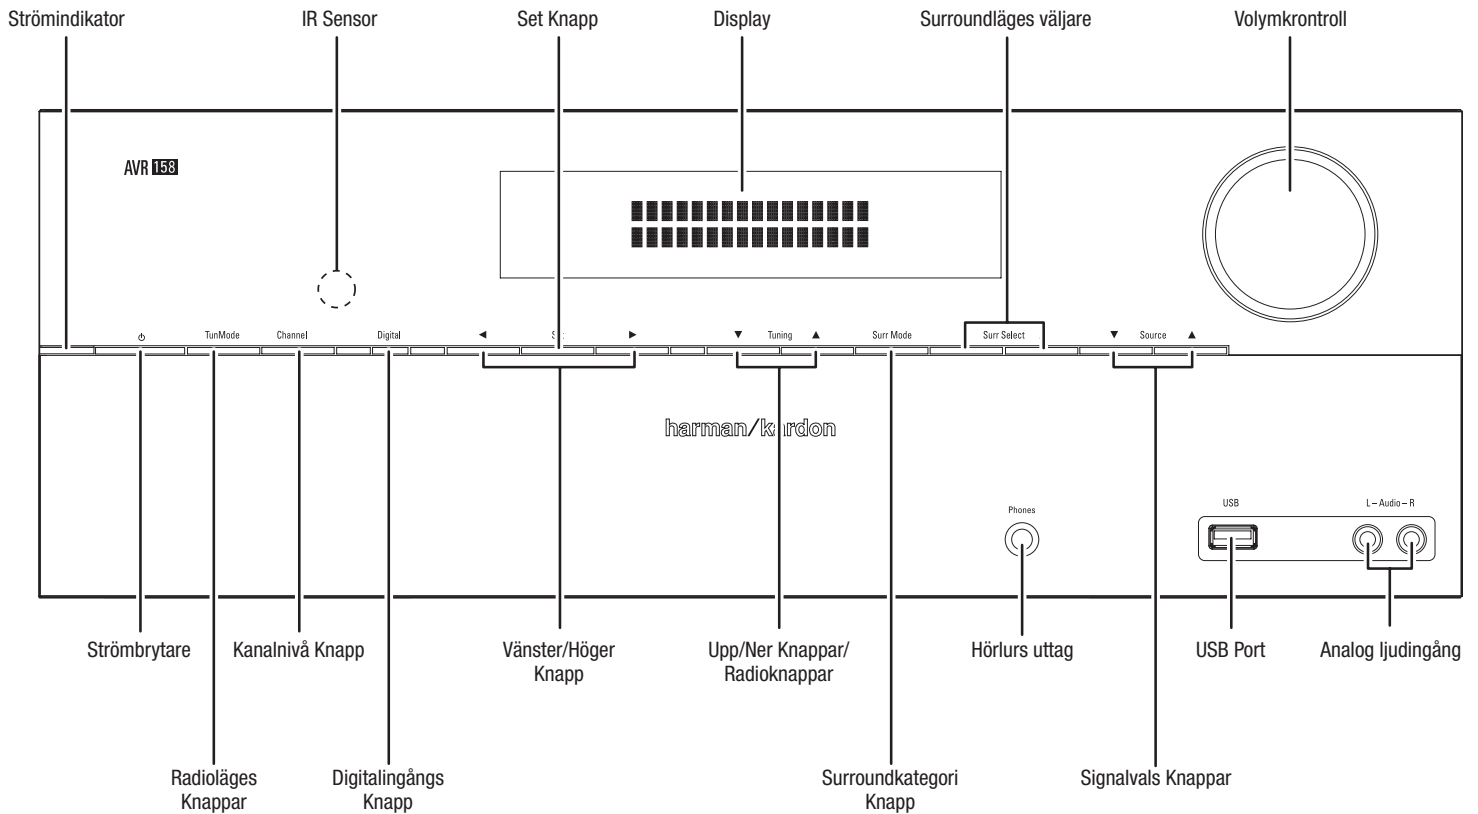 Strömindikator
IR Sensor
Set Knapp
Display
Surroundläges väljare
Volymkrontroll
AVR 158
TunMode
Channel
Digital
Tuning
Surr Mode
Surr Select
Source
harman/kardon
Phones
USB
L – Audio – R
Strömbrytare
Kanalnivå Knapp
Vänster/Höger
Knapp
Upp/Ner Knappar/
Radioknappar
Hörlurs uttag
USB Port
Analog ljudingång
Radioläges
Knappar
Digitalingångs
Knapp
Surroundkategori
Knapp
Signalvals Knappar